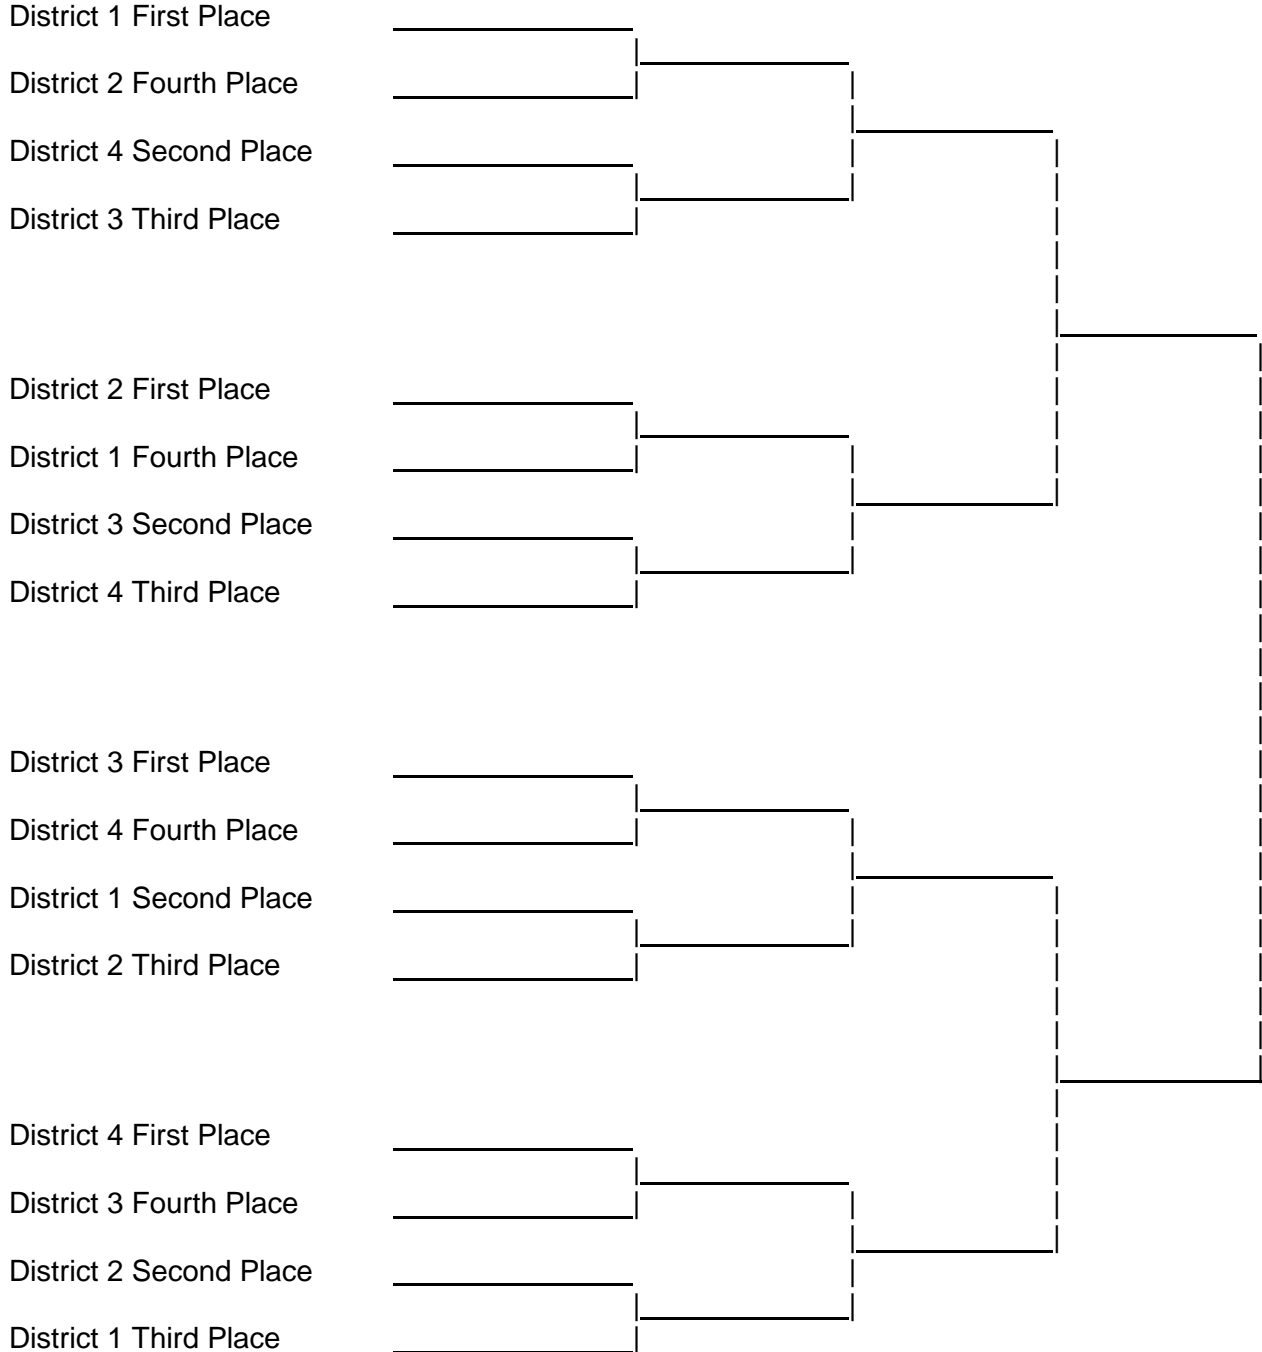 District 1 First Place
District 2 Fourth Place
District 4 Second Place
District 3 Third Place
District 2 First Place
District 1 Fourth Place
District 3 Second Place
District 4 Third Place
District 3 First Place
District 4 Fourth Place
District 1 Second Place
District 2 Third Place
District 4 First Place
District 3 Fourth Place
District 2 Second Place
District 1 Third Place